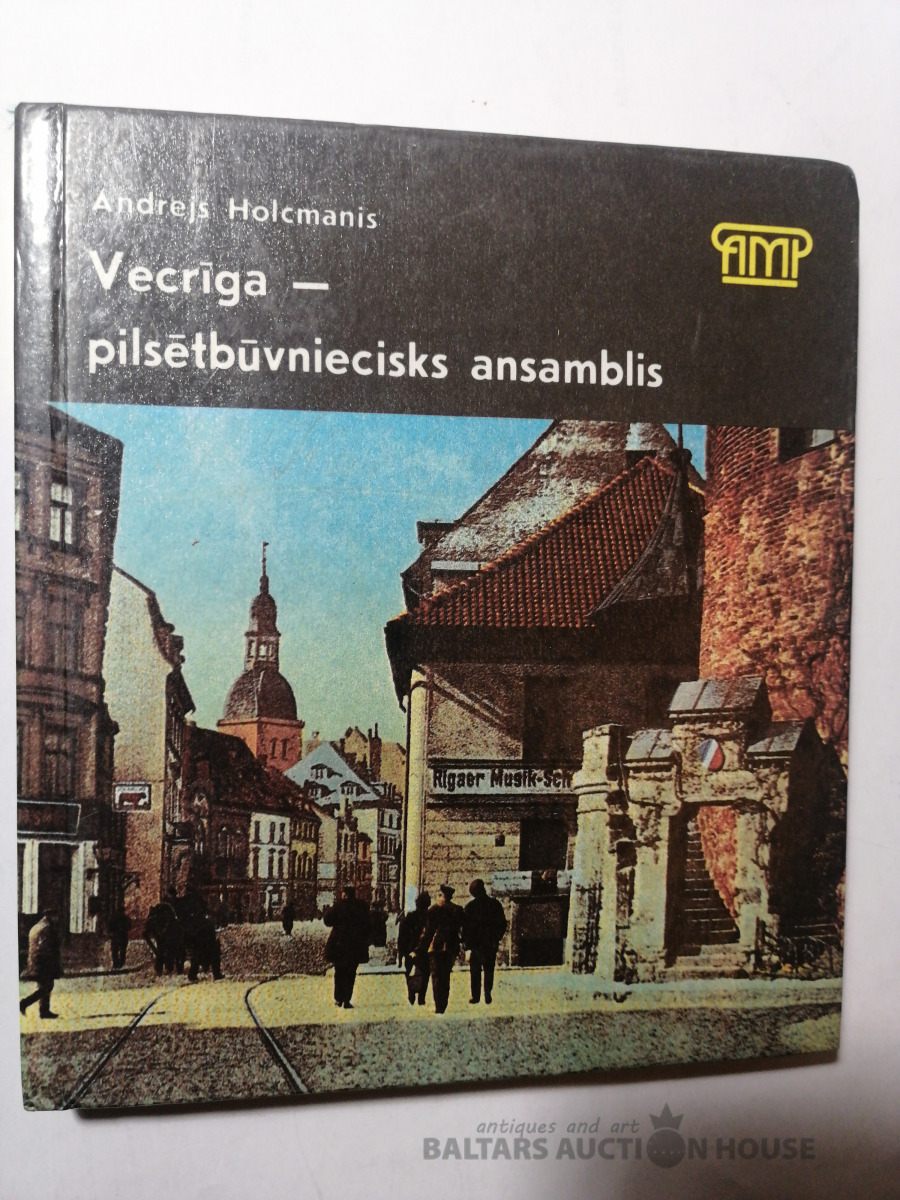 Andrejs Holcmanis
AMP
Vecrīga —
pilsētbūvniecisks ansamblis
Rigaer Musik-Sch
antiques and art
BALTARS AUCTION HOUSE